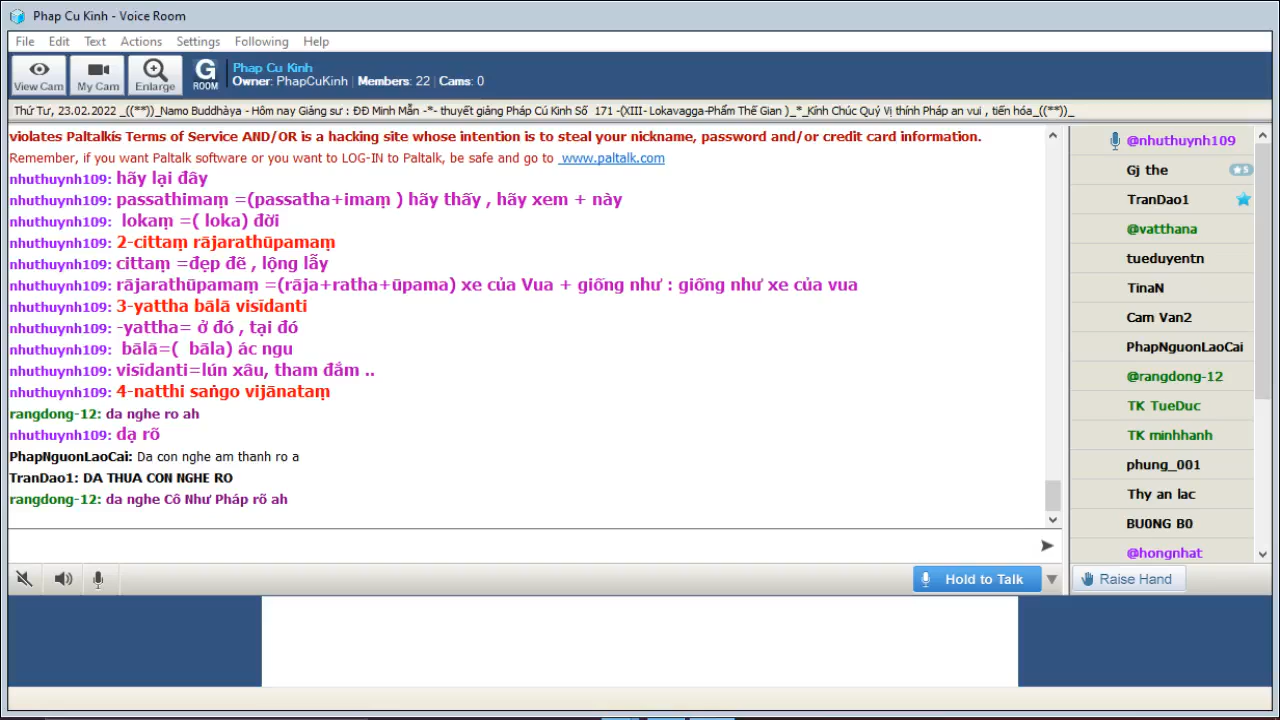 Phap Cu Kinh - Voice Room
File Edit Text Actions Settings Following Help
View Cam My Cam Enlarge G ROOM
Phap Cu Kinh
Owner: PhapCuKinh | Members: 22 | Cams: 0
Thứ Tư, 23.02.2022 _((**))_Namo Buddhàya - Hôm nay Giảng sư : ĐĐ Minh Mẫn -*- thuyết giảng Pháp Cú Kinh Số 171 -(XIII- Lokavagga-Phẩm Thế Gian )_*_Kính Chúc Quý Vị thính Pháp an vui , tiến hóa_((**))_
violates Paltalkís Terms of Service AND/OR is a hacking site whose intention is to steal your nickname, password and/or credit card information.
Remember, if you want Paltalk software or you want to LOG-IN to Paltalk, be safe and go to www.paltalk.com
nhuthuynh109: hãy lại đây
nhuthuynh109: passathimaṃ =(passatha+imaṃ ) hãy thấy , hãy xem + này
nhuthuynh109: lokaṃ =( loka) đời
nhuthuynh109: 2-cittaṃ rājarathūpamaṃ
nhuthuynh109: cittaṃ =đẹp đẽ , lộng lẫy
nhuthuynh109: rājarathūpamaṃ =(rāja+ratha+ūpama) xe của Vua + giống như : giống như xe của vua
nhuthuynh109: 3-yattha bālā visīdanti
nhuthuynh109: -yattha= ở đó , tại đó
nhuthuynh109: bālā=( bāla) ác ngu
nhuthuynh109: visīdanti=lún xâu, tham đắm ..
nhuthuynh109: 4-natthi saṅgo vijānataṃ
rangdong-12: da nghe ro ah
nhuthuynh109: dạ rõ
PhapNguonLaoCai: Da con nghe am thanh ro a
TranDao1: DA THUA CON NGHE RO
rangdong-12: da nghe Cô Như Pháp rõ ah
Hold to Talk
@nhuthuynh109
Gj the
TranDao1
@vatthana
tueduyentn
TinaN
Cam Van2
PhapNguonLaoCai
@rangdong-12
TK TueDuc
TK minhhanh
phung_001
Thy an lac
BU0NG B0
@hongnhat
Raise Hand